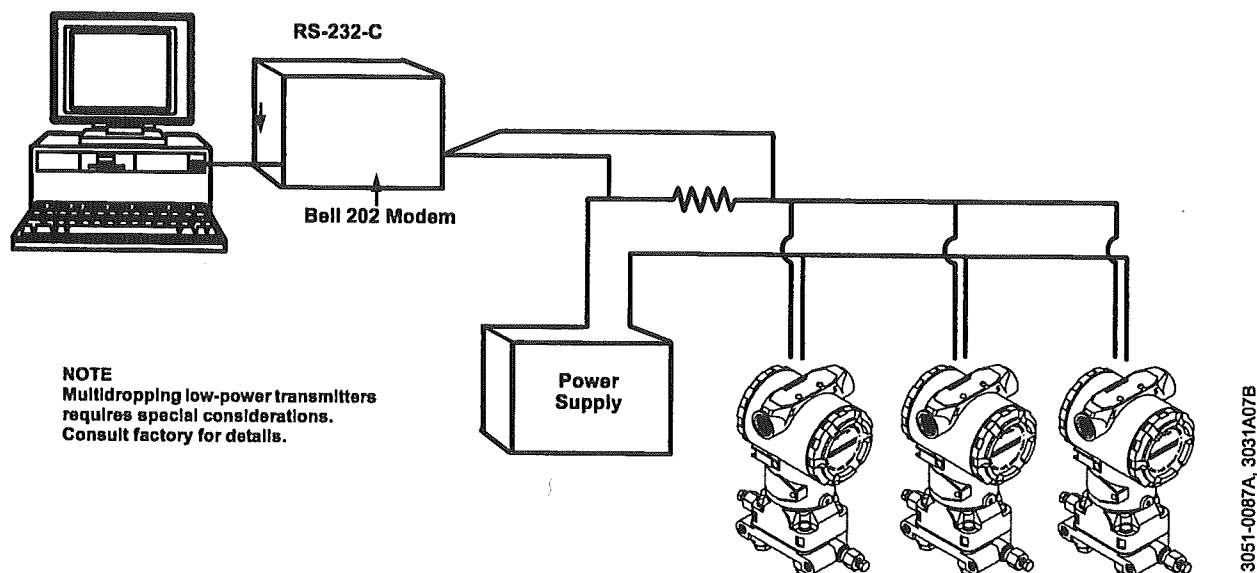 RS-232-C
Bell 202 Modem
Power
Supply
NOTE
Multidropping low-power transmitters
requires special considerations.
Consult factory for details.
3051-0087A, 3031A07B